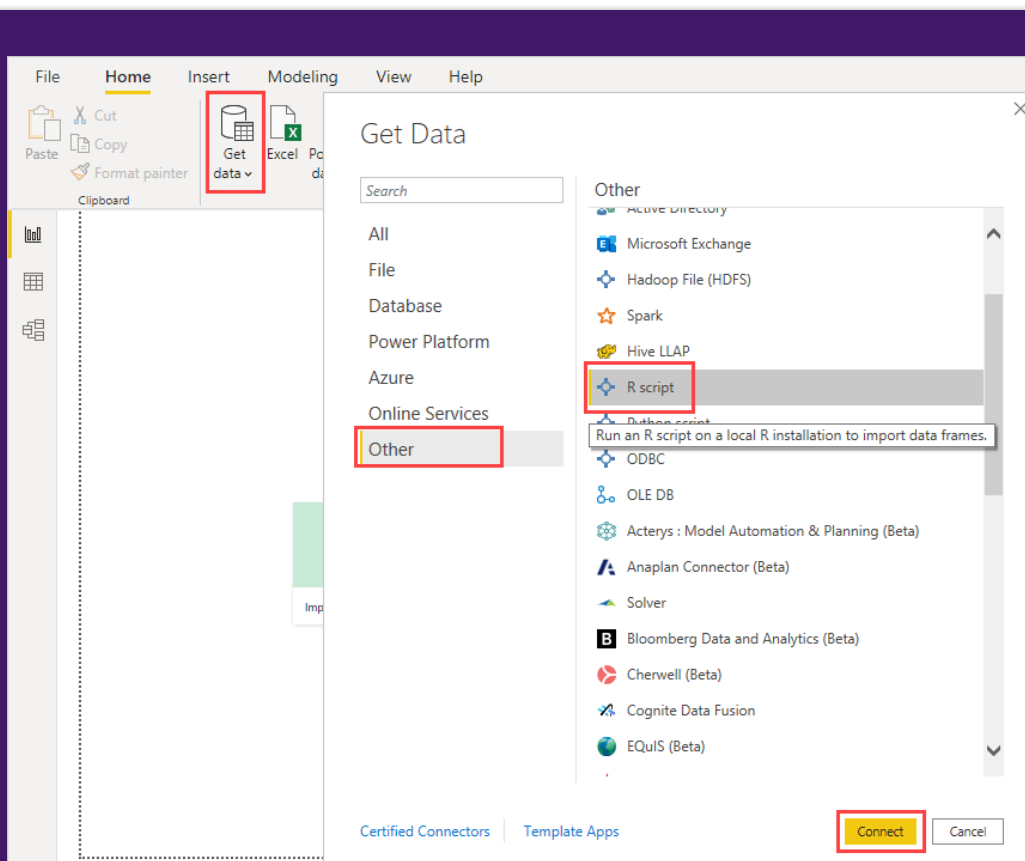 File Home Insert Modeling View Help
Paste
Cut
Copy
Format painter
Clipboard
Get
data
Excel
Get Data
Search
All
File
Database
Power Platform
Azure
Online Services
Other
Other
Active Directory
Microsoft Exchange
Hadoop File (HDFS)
Spark
Hive LLAP
R script
Python script
Run an R script on a local R installation to import data frames.
ODBC
OLE DB
Acterys : Model Automation & Planning (Beta)
Anaplan Connector (Beta)
Solver
B Bloomberg Data and Analytics (Beta)
Cherwell (Beta)
Cognite Data Fusion
EQuIS (Beta)
Certified Connectors Template Apps
Connect Cancel